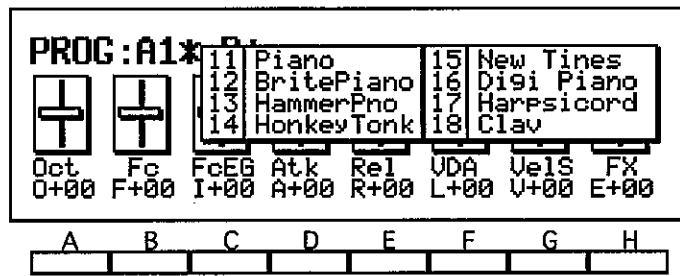 PROG:A1*
11 Piano 15 New Tines
12 BritePiano 16 Digi Piano
13 HammerPno 17 Harpsicord
14 HonkeyTonk 18 Clav
Oct Fc FcEG Atk Rel VDA VelS FX
O+00 F+00 I+00 A+00 R+00 L+00 V+00 E+00
A B C D E F G H